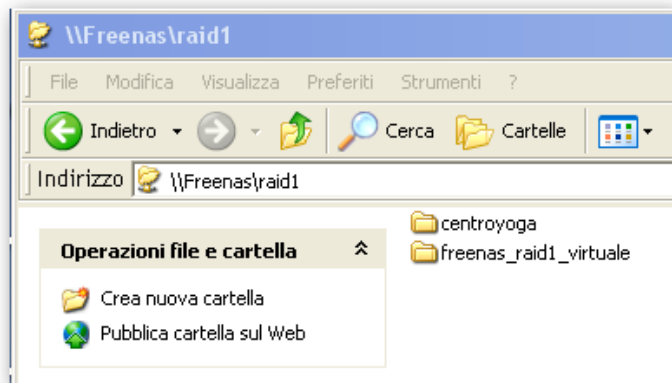 \\Freenas\raid1
File Modifica Visualizza Preferiti Strumenti ?
Indietro Cerca Cartelle
Indirizzo \\Freenas\raid1
Operazioni file e cartella
Crea nuova cartella
Pubblica cartella sul Web
centroyoga
freenas_raid1_virtuale